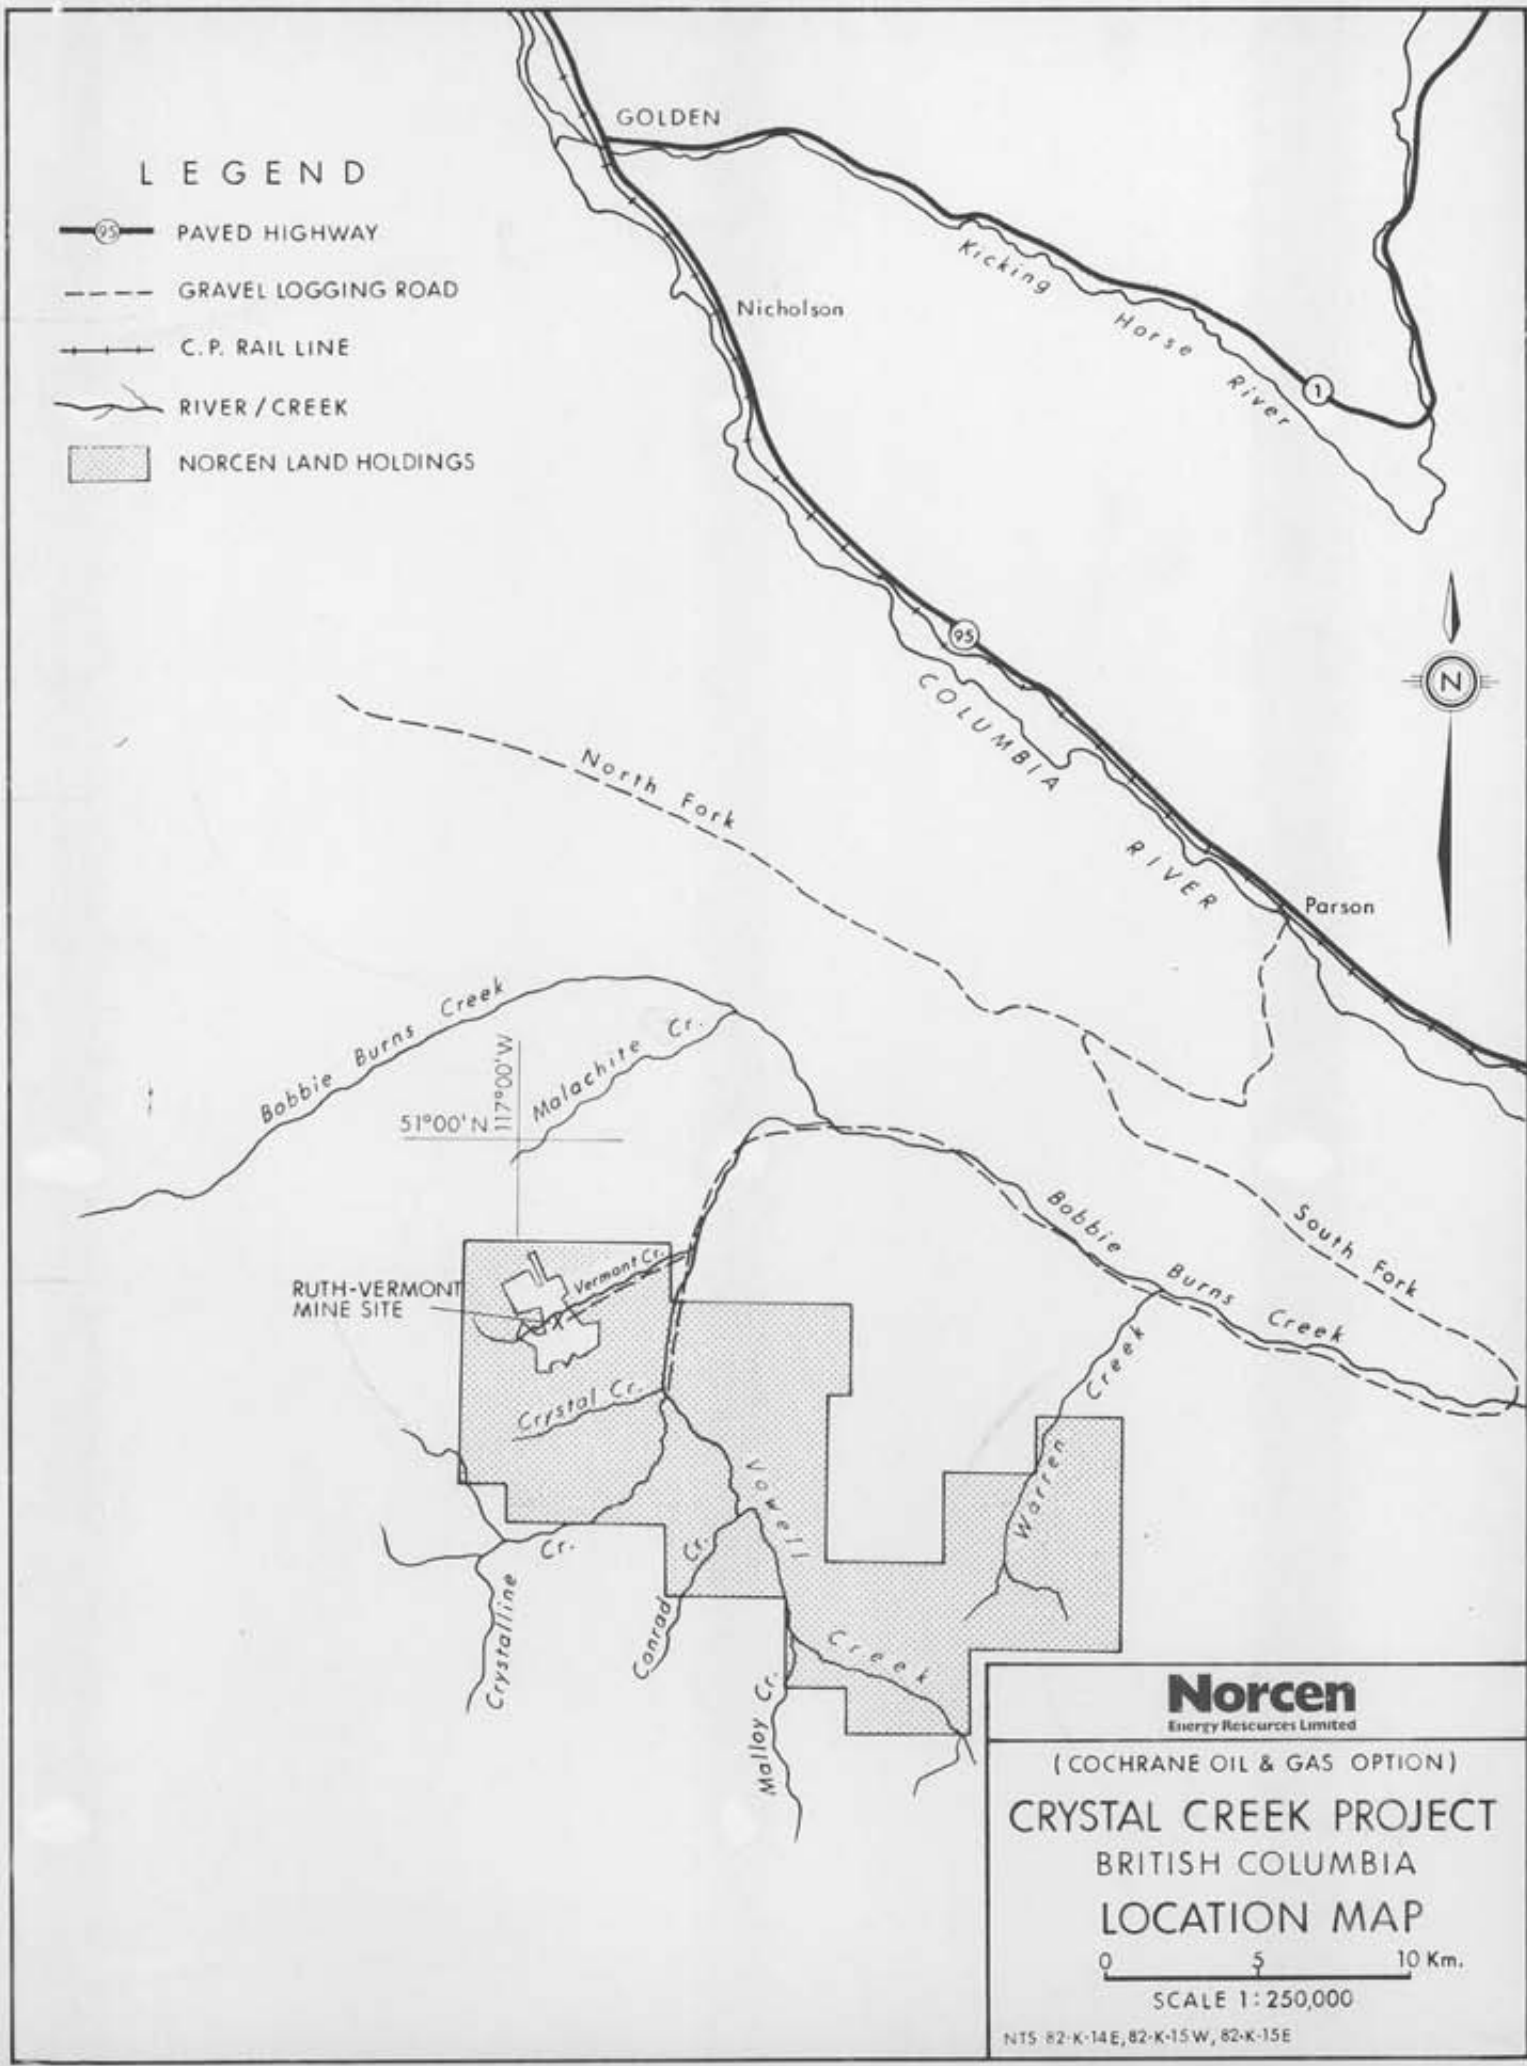 GOLDEN
LEGEND
95 PAVED HIGHWAY
GRAVEL LOGGING ROAD
C.P. RAIL LINE
RIVER / CREEK
NORCEN LAND HOLDINGS
Kicking Horse River
Nicholson
1
95
N
COLUMBIA RIVER
North Fork
Parson
Bobbie Burns Creek
Malachite Cr.
117°00'W
51°00'N
Bobbie Burns Creek
South Fork
RUTH-VERMONT
MINE SITE
Vermont Cr.
Crystal Cr.
Warren Creek
Vowell Creek
Crystalline Cr.
Conrad Cr.
Malloy Cr.
Norcen
Energy Resources Limited
(COCHRANE OIL & GAS OPTION)
CRYSTAL CREEK PROJECT
BRITISH COLUMBIA
LOCATION MAP
0 5 10 Km.
SCALE 1:250,000
NTS 82-K-14E, 82-K-15W, 82-K-15E